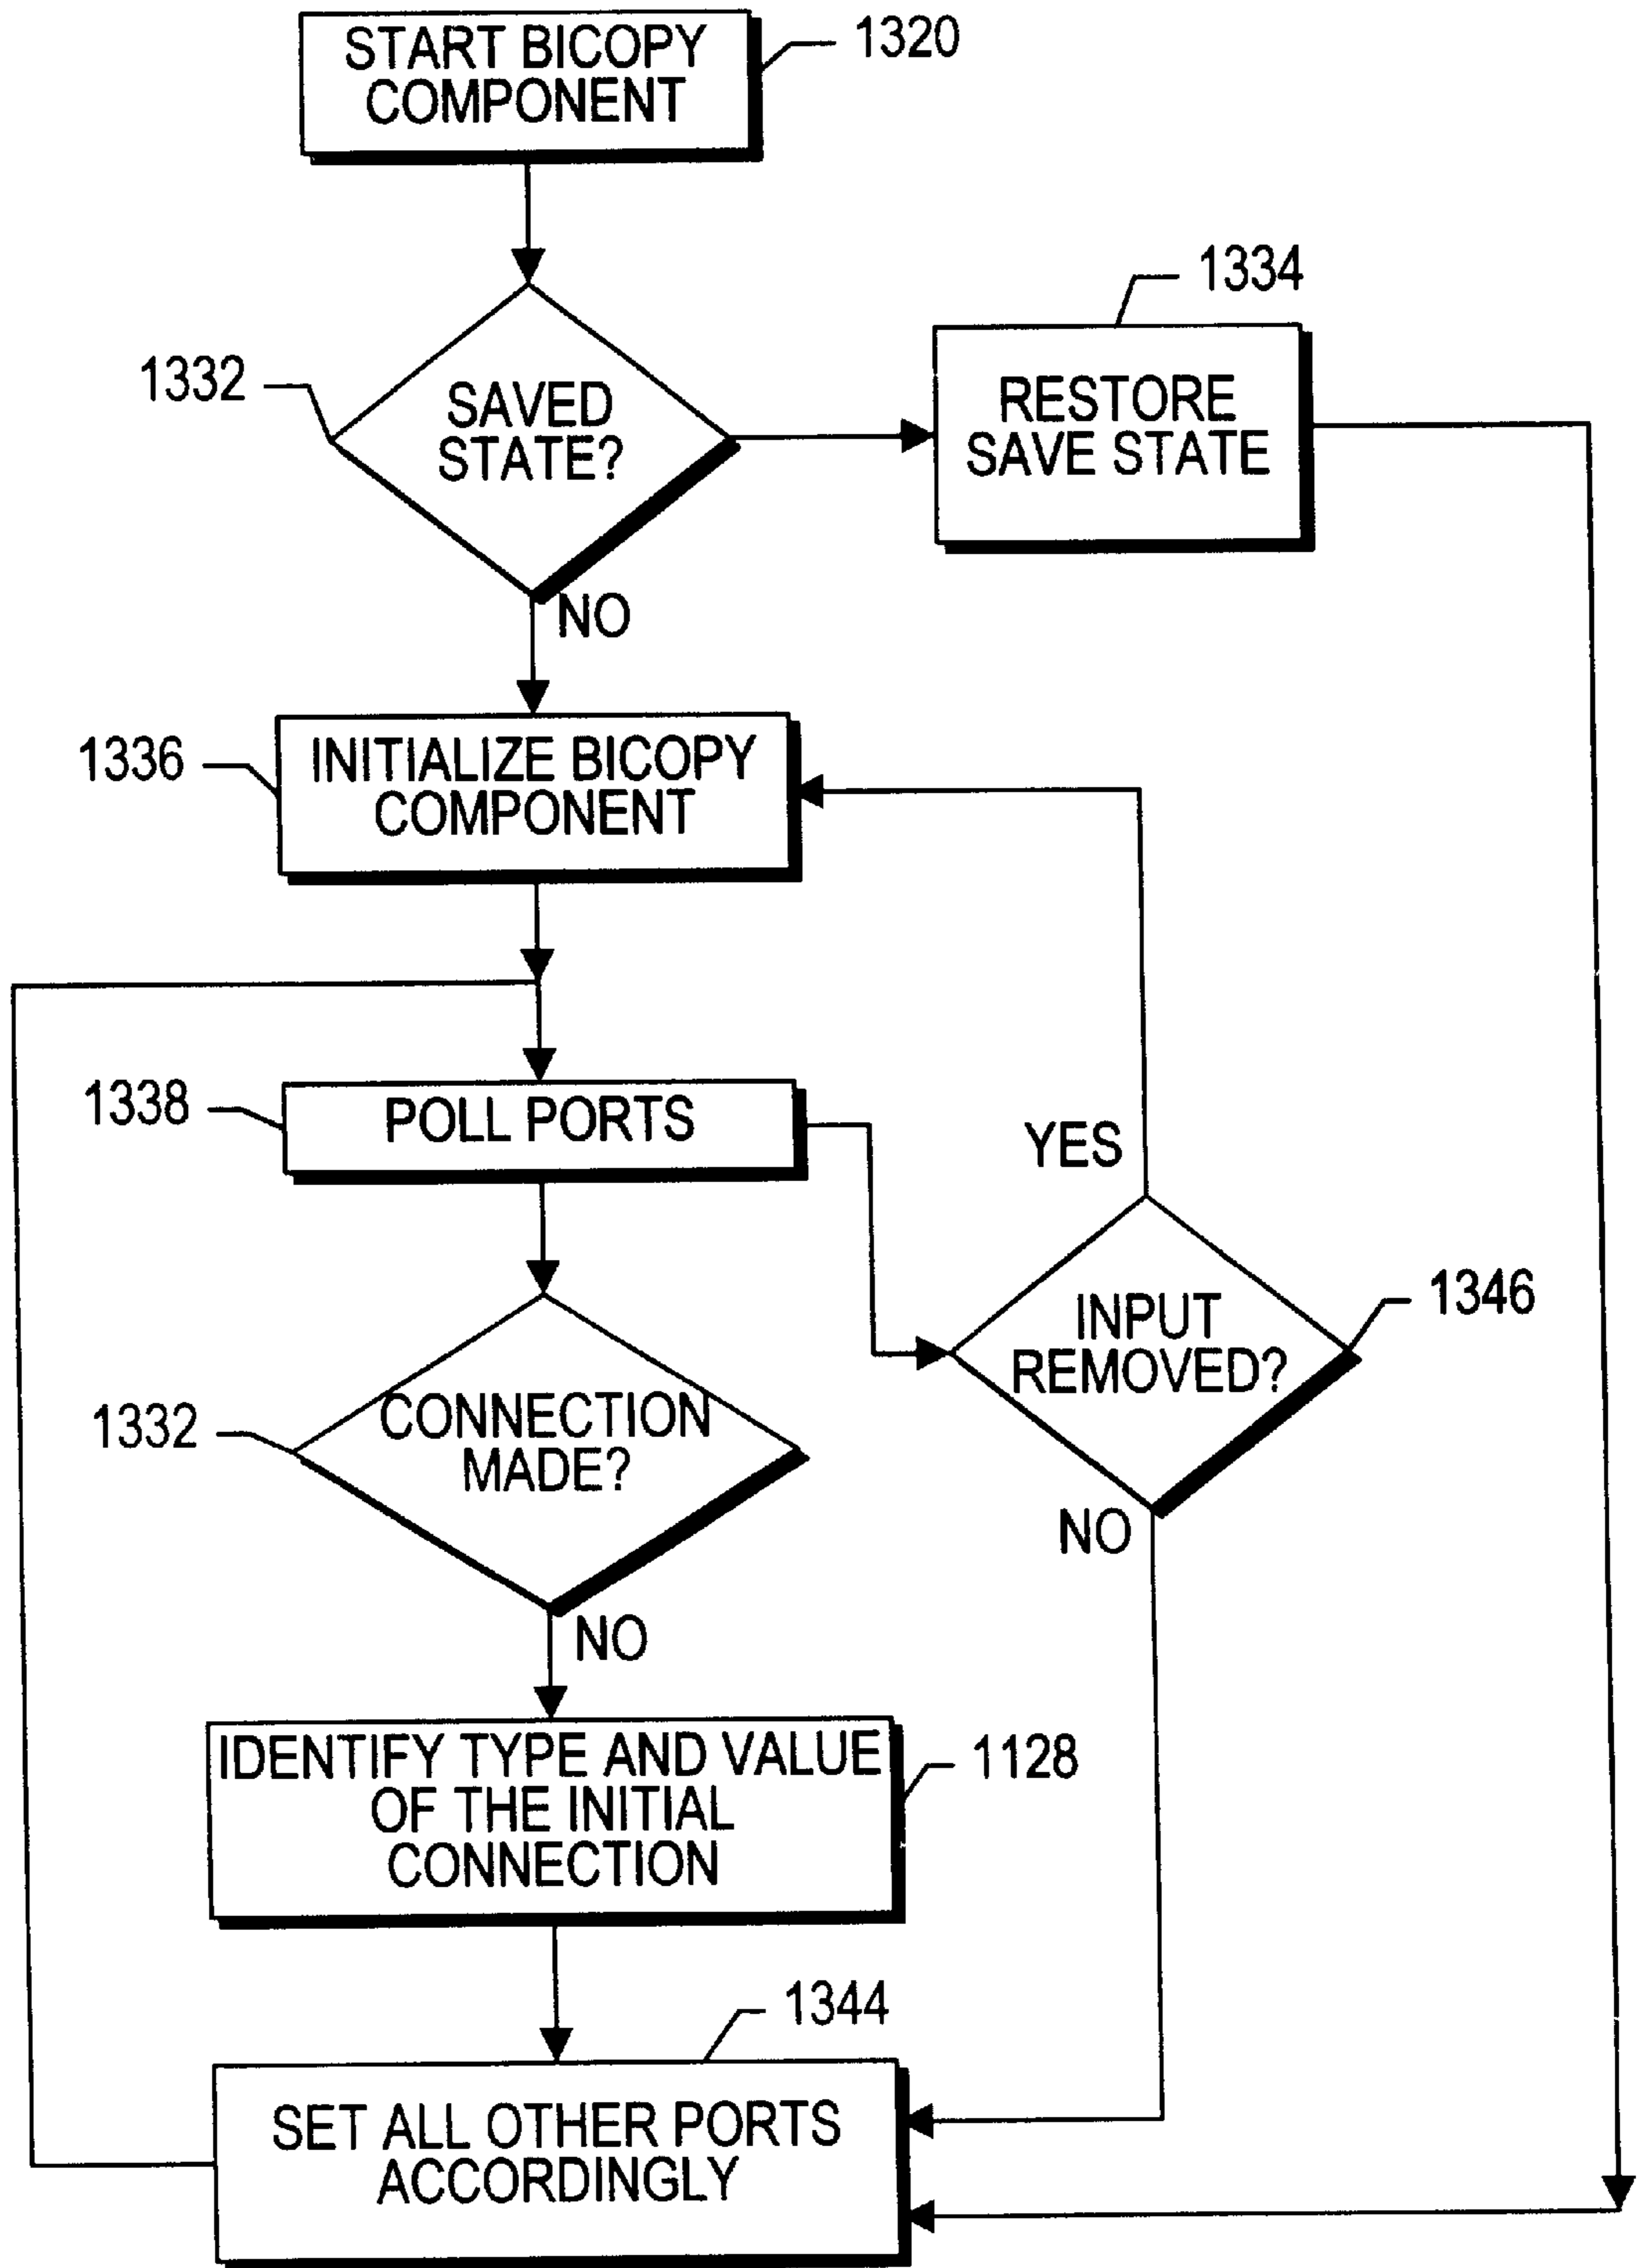 START BICOPY
COMPONENT
1320
1334
1332
SAVED
STATE?
RESTORE
SAVE STATE
NO
1336
INITIALIZE BICOPY
COMPONENT
1338
POLL PORTS
YES
1346
INPUT
REMOVED?
1332
CONNECTION
MADE?
NO
NO
IDENTIFY TYPE AND VALUE
OF THE INITIAL
CONNECTION
1128
1344
SET ALL OTHER PORTS
ACCORDINGLY